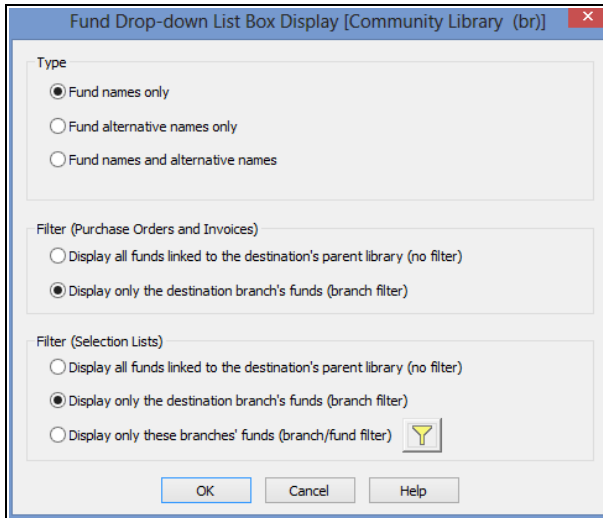 Fund Drop-down List Box Display [Community Library (br)]
Type
Fund names only
Fund alternative names only
Fund names and alternative names
Filter (Purchase Orders and Invoices)
Display all funds linked to the destination's parent library (no filter)
Display only the destination branch's funds (branch filter)
Filter (Selection Lists)
Display all funds linked to the destination's parent library (no filter)
Display only the destination branch's funds (branch filter)
Display only these branches' funds (branch/fund filter)
OK Cancel Help